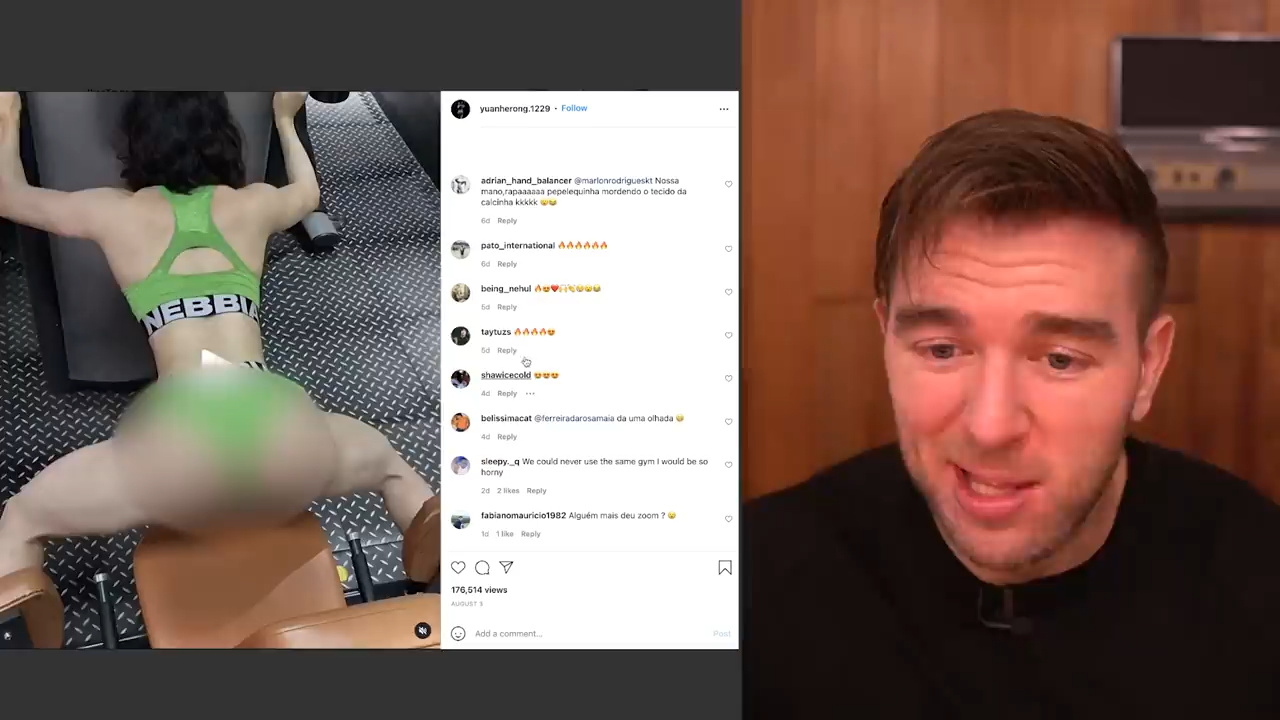 NEBBIA
yuanherong.1229 · Follow
adrian_hand_balancer @marlonrodrigueskt Nossa
mano,rapaaaaaa pepelequinha mordendo o tecido da
calcinha kkkkk 😴😂
6d Reply
pato_international 🔥🔥🔥🔥🔥🔥
6d Reply
being_nehul
5d Reply
taytuzs 🔥🔥🔥🔥😍
5d Reply
shawicecold 😍😍😍
4d Reply
belissimacat @ferreiradarosamaia da uma olhada
4d Reply
sleepy._q We could never use the same gym I would be so
horny
2d 2 likes Reply
fabianomauricio1982 Alguém mais deu zoom ?
1d 1 like Reply
176,514 views
AUGUST 3
Add a comment... Post